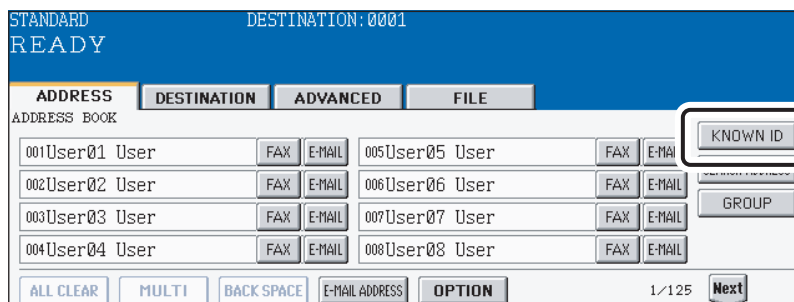 STANDARD DESTINATION:0001
READY
ADDRESS DESTINATION ADVANCED FILE
ADDRESS BOOK
KNOWN ID
001User01 User FAX E-MAIL 005User05 User FAX
002User02 User FAX E-MAIL 006User06 User FAX E-MAIL
GROUP
003User03 User FAX E-MAIL 007User07 User FAX E-MAIL
004User04 User FAX E-MAIL 008User08 User FAX E-MAIL
ALL CLEAR MULTI BACK SPACE E-MAIL ADDRESS OPTION 1/125 Next